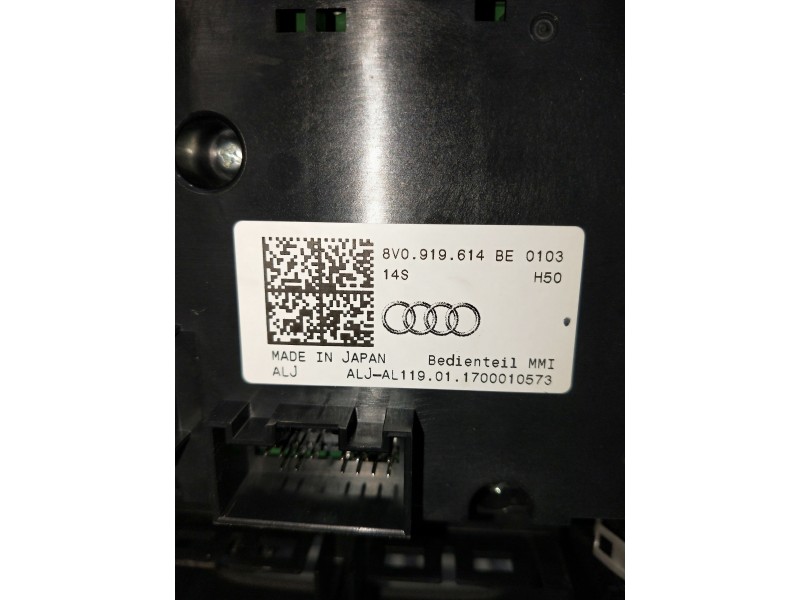 8V0.919.614 BE 0103
14S H50
MADE IN JAPAN Bedienteil MMI
ALJ ALJ-AL119.01.1700010573